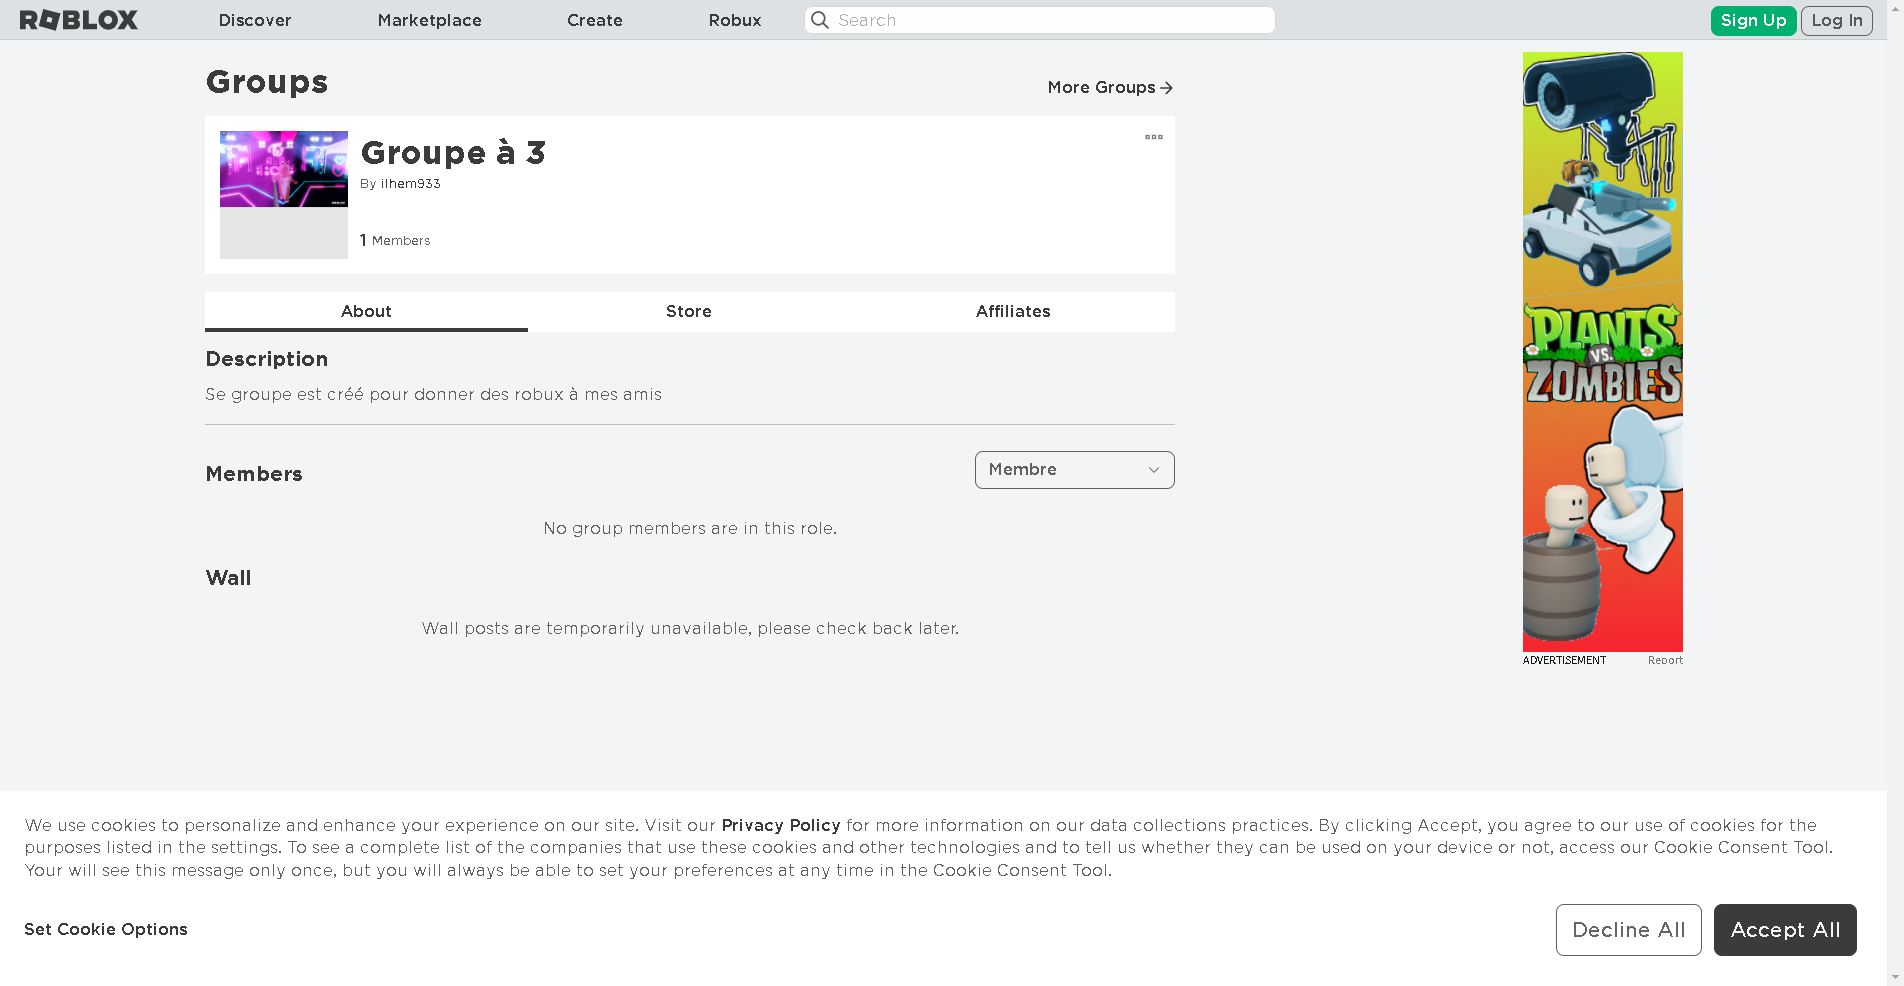 ROBLOX
Discover
Marketplace
Create
Robux
Search
Sign Up
Log In
Groups
More Groups
Groupe à 3
By ilhem933
1 Members
About
Store
Affiliates
Description
Se groupe est créé pour donner des robux à mes amis
Members
Membre
No group members are in this role.
Wall
Wall posts are temporarily unavailable, please check back later.
PLANTS
VS.
ZOMBIES
ADVERTISEMENT
Report
We use cookies to personalize and enhance your experience on our site. Visit our Privacy Policy for more information on our data collections practices. By clicking Accept, you agree to our use of cookies for the
purposes listed in the settings. To see a complete list of the companies that use these cookies and other technologies and to tell us whether they can be used on your device or not, access our Cookie Consent Tool.
Your will see this message only once, but you will always be able to set your preferences at any time in the Cookie Consent Tool.
Set Cookie Options
Decline All
Accept All